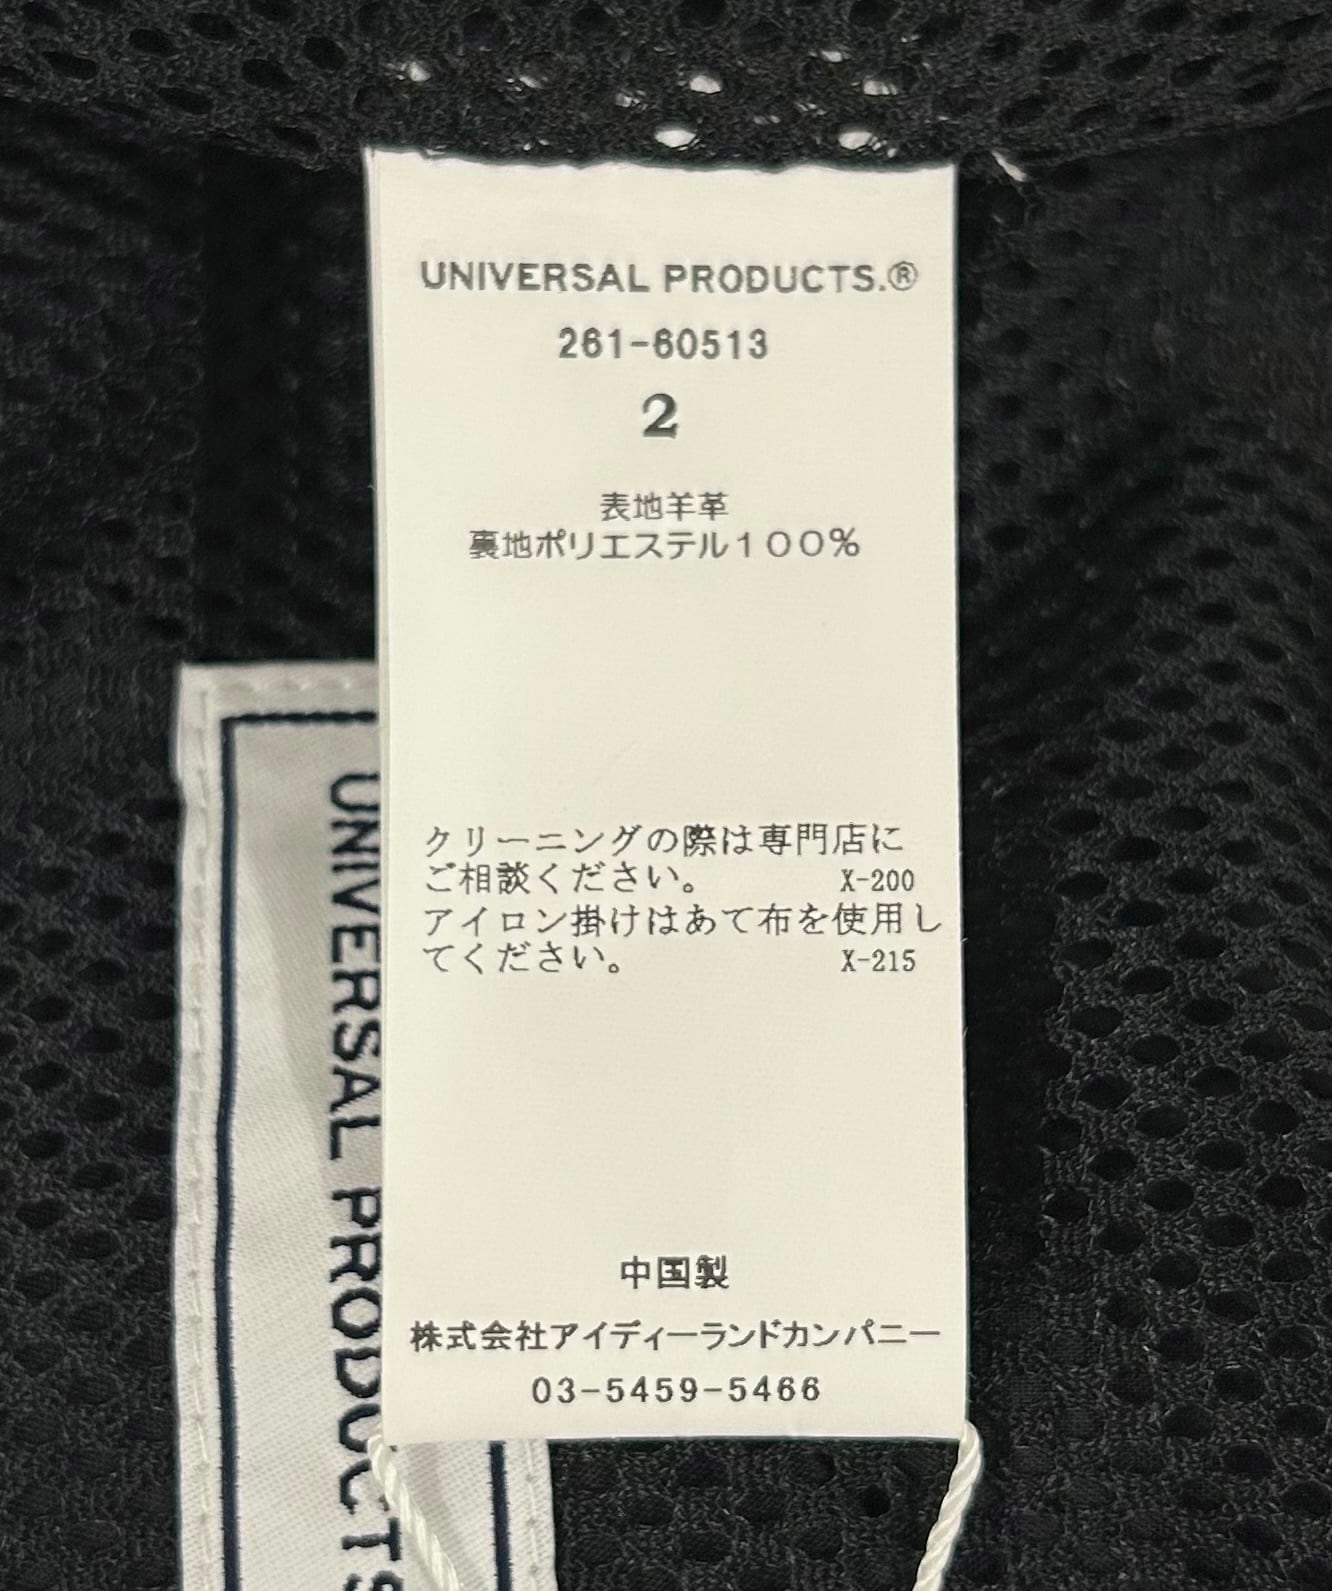 UNIVERSAL PRODUCTS.®
261-60513
2
表地羊革
裏地ポリエステル１００％
クリーニングの際は専門店に
ご相談ください。 X-200
アイロン掛けはあて布を使用し
てください。 X-215
中国製
株式会社アイディーランドカンパニー
03-5459-5466
UNIVERSAL PRODUCTS